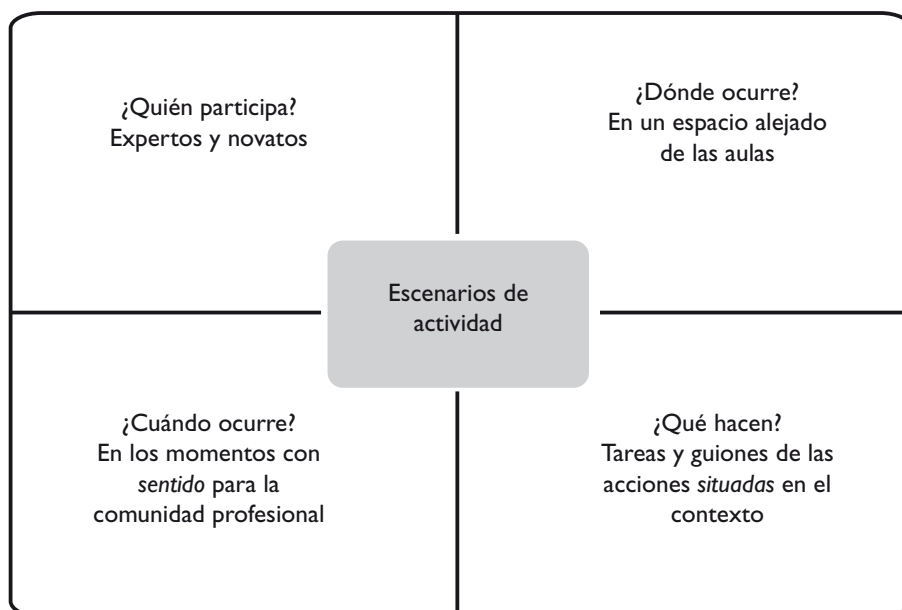 ¿Quién participa?
Expertos y novatos
¿Dónde ocurre?
En un espacio alejado
de las aulas
Escenarios de
actividad
¿Cuándo ocurre?
En los momentos con
sentido para la
comunidad profesional
¿Qué hacen?
Tareas y guiones de las
acciones situadas en el
contexto